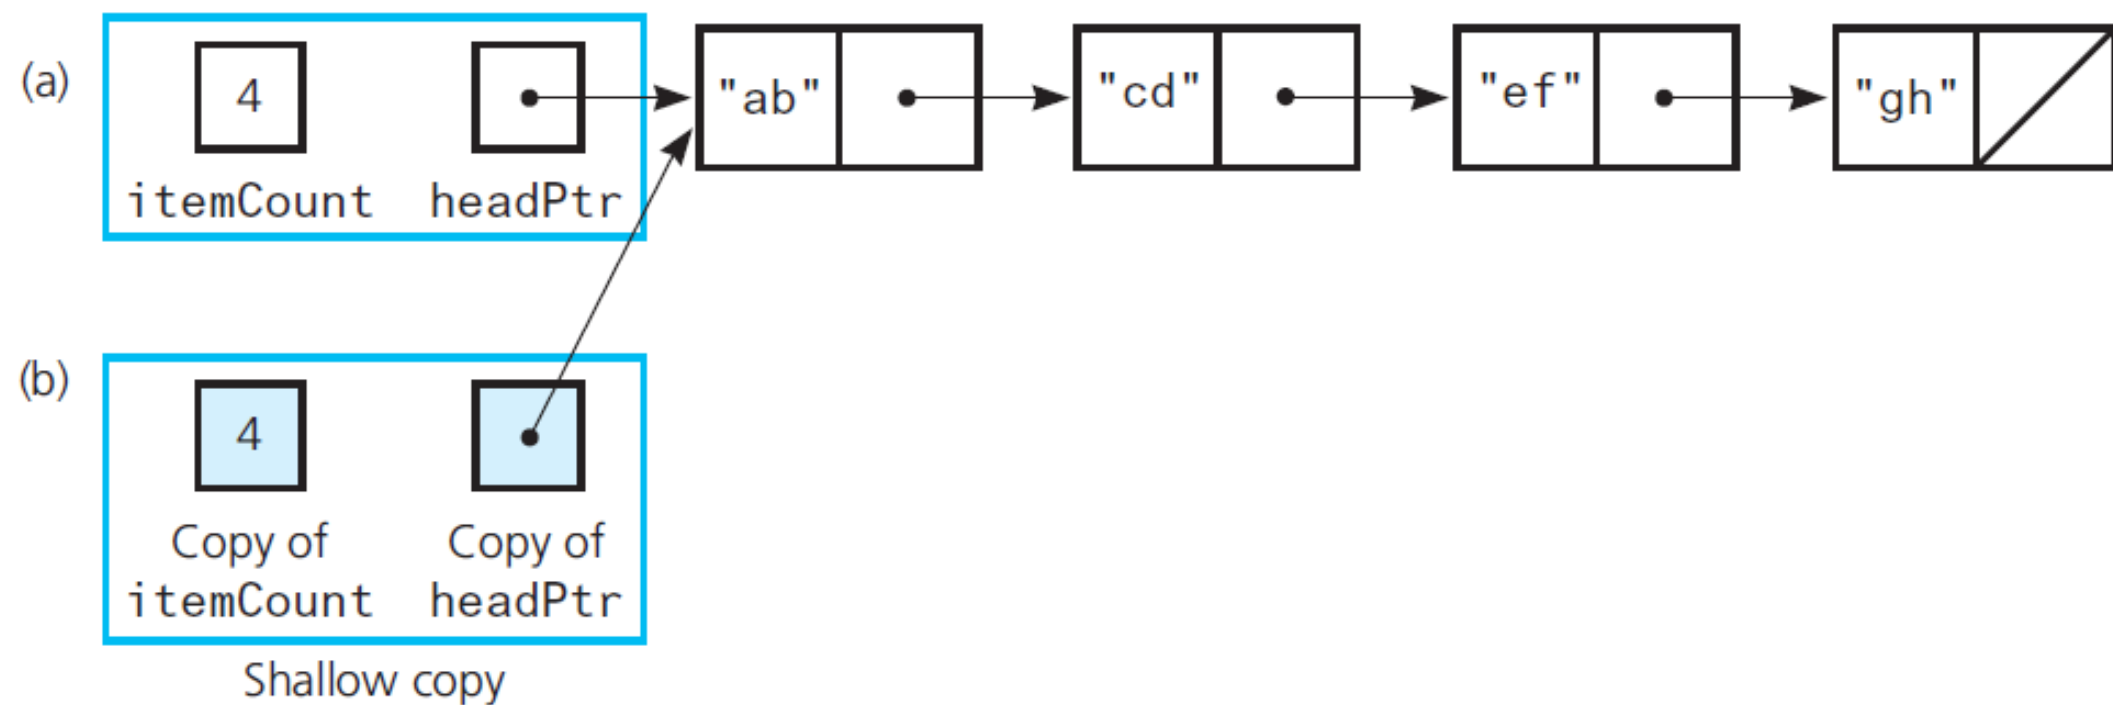 (a)
4
"ab"
"cd"
"ef"
"gh"
itemCount headPtr
(b)
4
Copy of Copy of
itemCount headPtr
Shallow copy